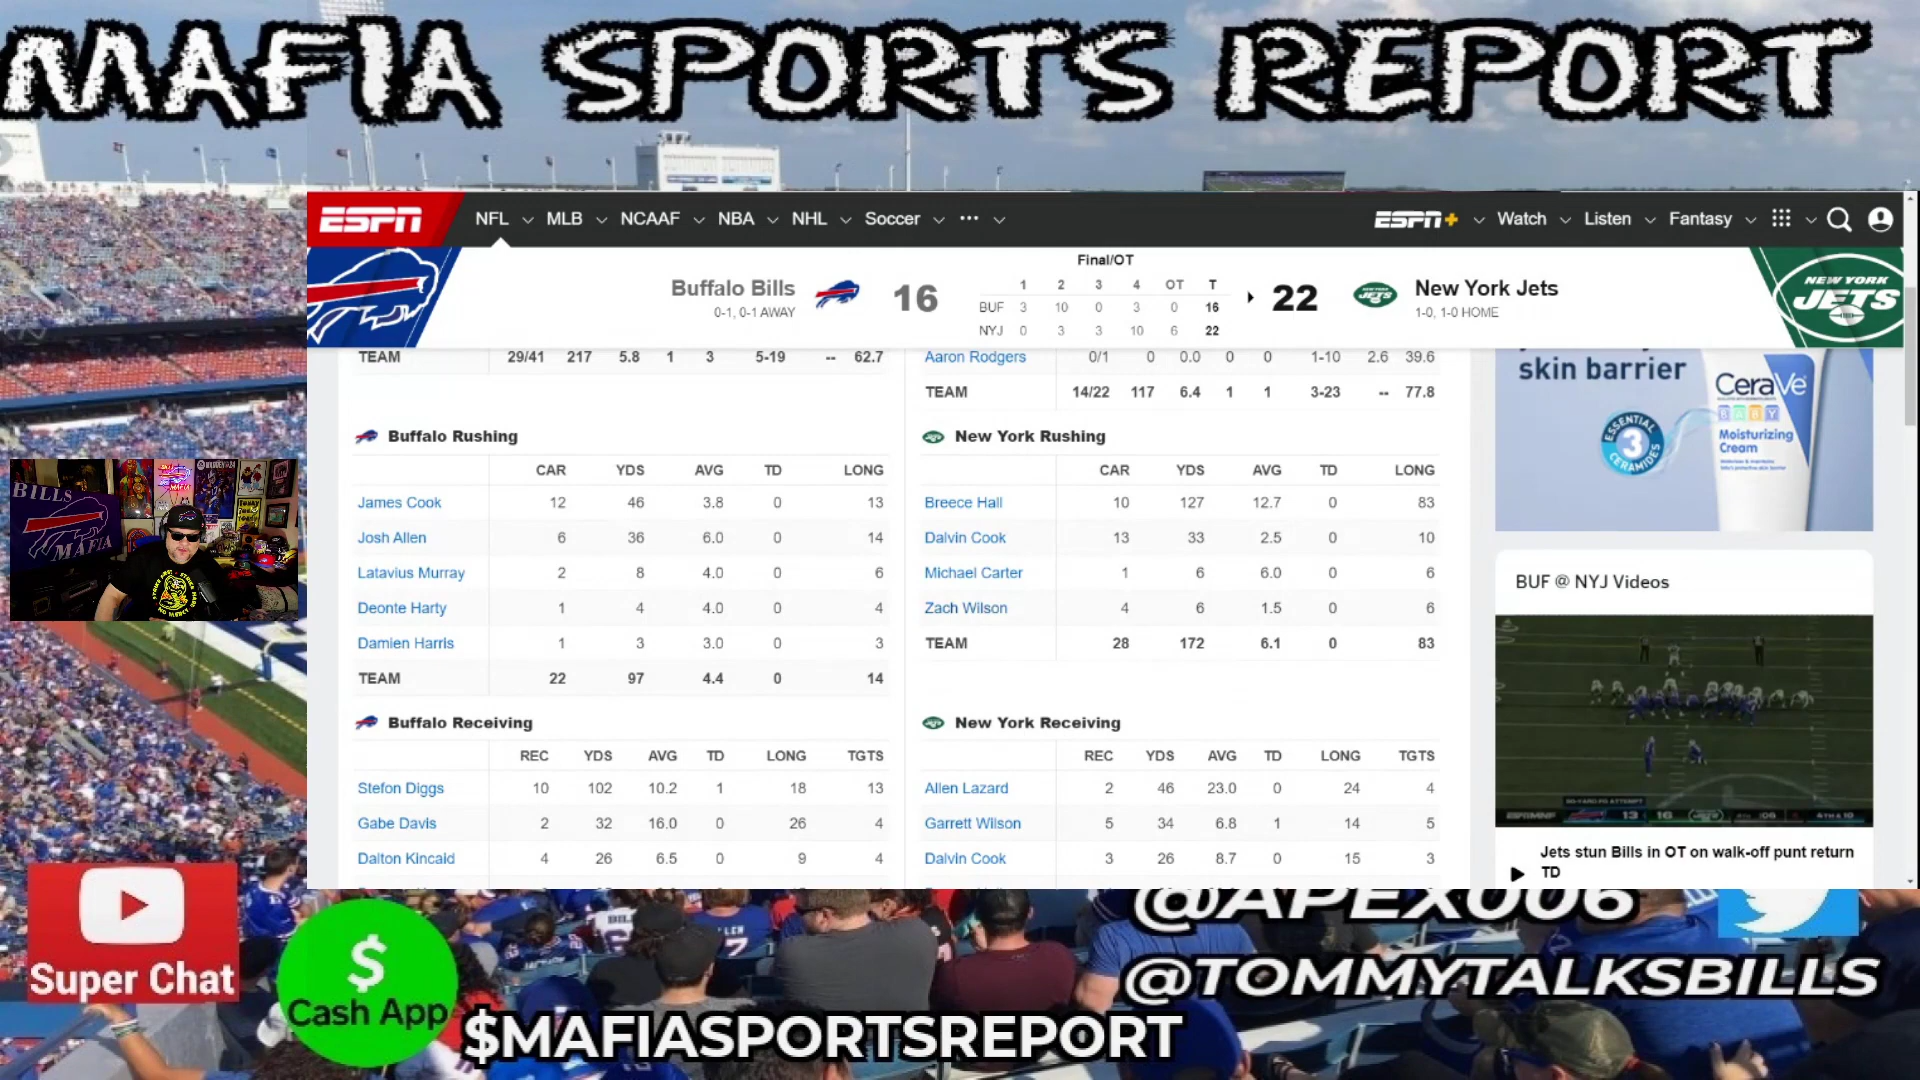 MAFIA SPORTS REPORT
ESPN NFL MLB NCAAF NBA NHL Soccer ••• ESPN+ Watch Listen Fantasy
Final/OT
Buffalo Bills 16
0-1, 0-1 AWAY
1 2 3 4 OT T
BUF 3 10 0 3 0 16
NYJ 0 3 3 10 6 22
22 New York Jets
1-0, 1-0 HOME
NEW YORK
JETS
TEAM 29/41 217 5.8 1 3 5-19 -- 62.7
Aaron Rodgers 0/1 0 0.0 0 0 1-10 2.6 39.6
TEAM 14/22 117 6.4 1 1 3-23 -- 77.8
Buffalo Rushing
CAR YDS AVG TD LONG
James Cook 12 46 3.8 0 13
Josh Allen 6 36 6.0 0 14
Latavius Murray 2 8 4.0 0 6
Deonte Harty 1 4 4.0 0 4
Damien Harris 1 3 3.0 0 3
TEAM 22 97 4.4 0 14
New York Rushing
CAR YDS AVG TD LONG
Breece Hall 10 127 12.7 0 83
Dalvin Cook 13 33 2.5 0 10
Michael Carter 1 6 6.0 0 6
Zach Wilson 4 6 1.5 0 6
TEAM 28 172 6.1 0 83
Buffalo Receiving
REC YDS AVG TD LONG TGTS
Stefon Diggs 10 102 10.2 1 18 13
Gabe Davis 2 32 16.0 0 26 4
Dalton Kincaid 4 26 6.5 0 9 4
New York Receiving
REC YDS AVG TD LONG TGTS
Allen Lazard 2 46 23.0 0 24 4
Garrett Wilson 5 34 6.8 1 14 5
Dalvin Cook 3 26 8.7 0 15 3
skin barrier
CeraVe
BABY
Moisturizing
Cream
ESSENTIAL
3
CERAMIDES
BUF @ NYJ Videos
13 16
Jets stun Bills in OT on walk-off punt return
TD
BILLS
MAFIA
Super Chat
$
Cash App
$MAFIASPORTSREPORT
@APEX006
@TOMMYTALKSBILLS